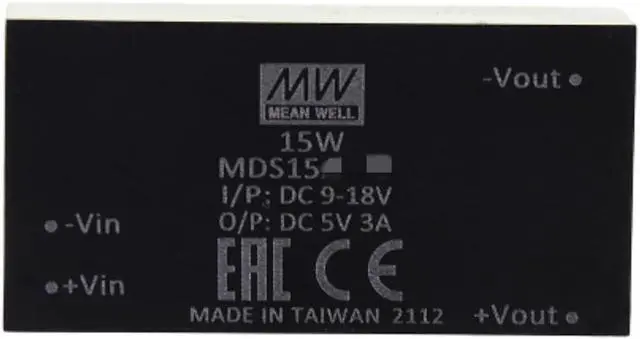 MW
MEAN WELL
-Vout
15W
MDS15
I/P: DC 9-18V
O/P: DC 5V 3A
-Vin
+Vin
EAC CE
MADE IN TAIWAN 2112
+Vout